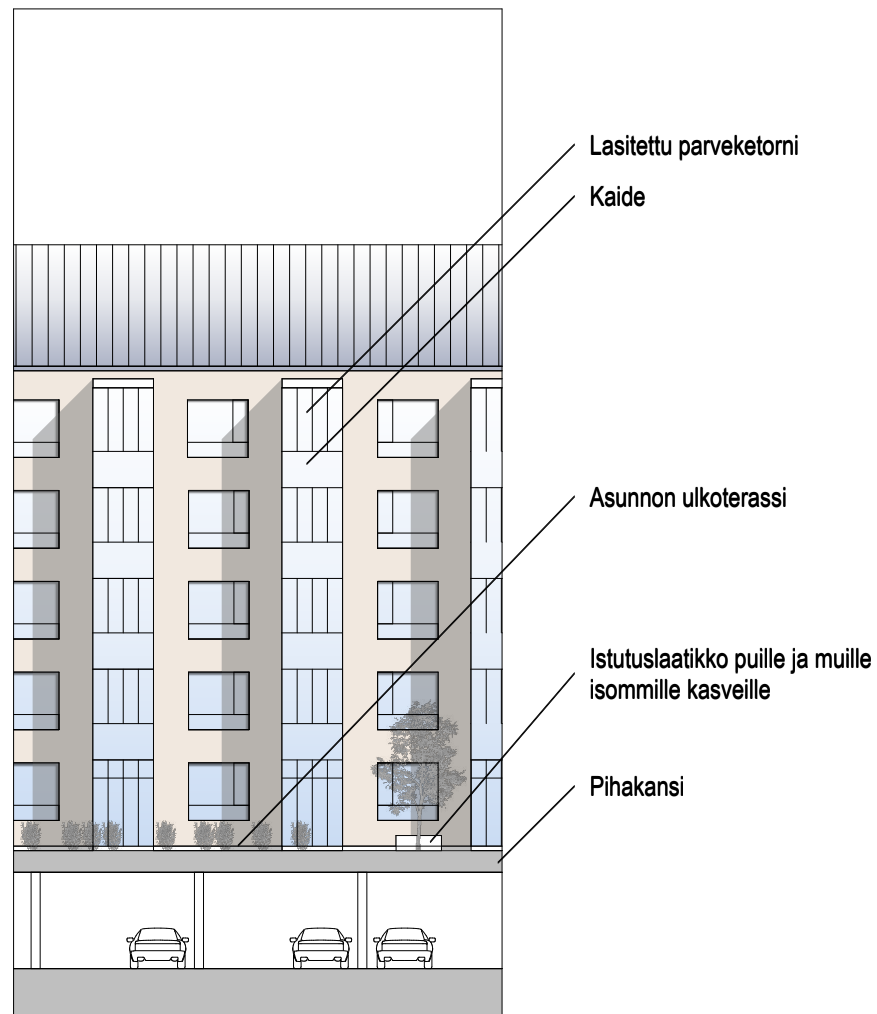 Lasitettu parveketorni
Kaide
Asunnon ulkoterassi
Istutuslaatikko puille ja muille
isommille kasveille
Pihakansi